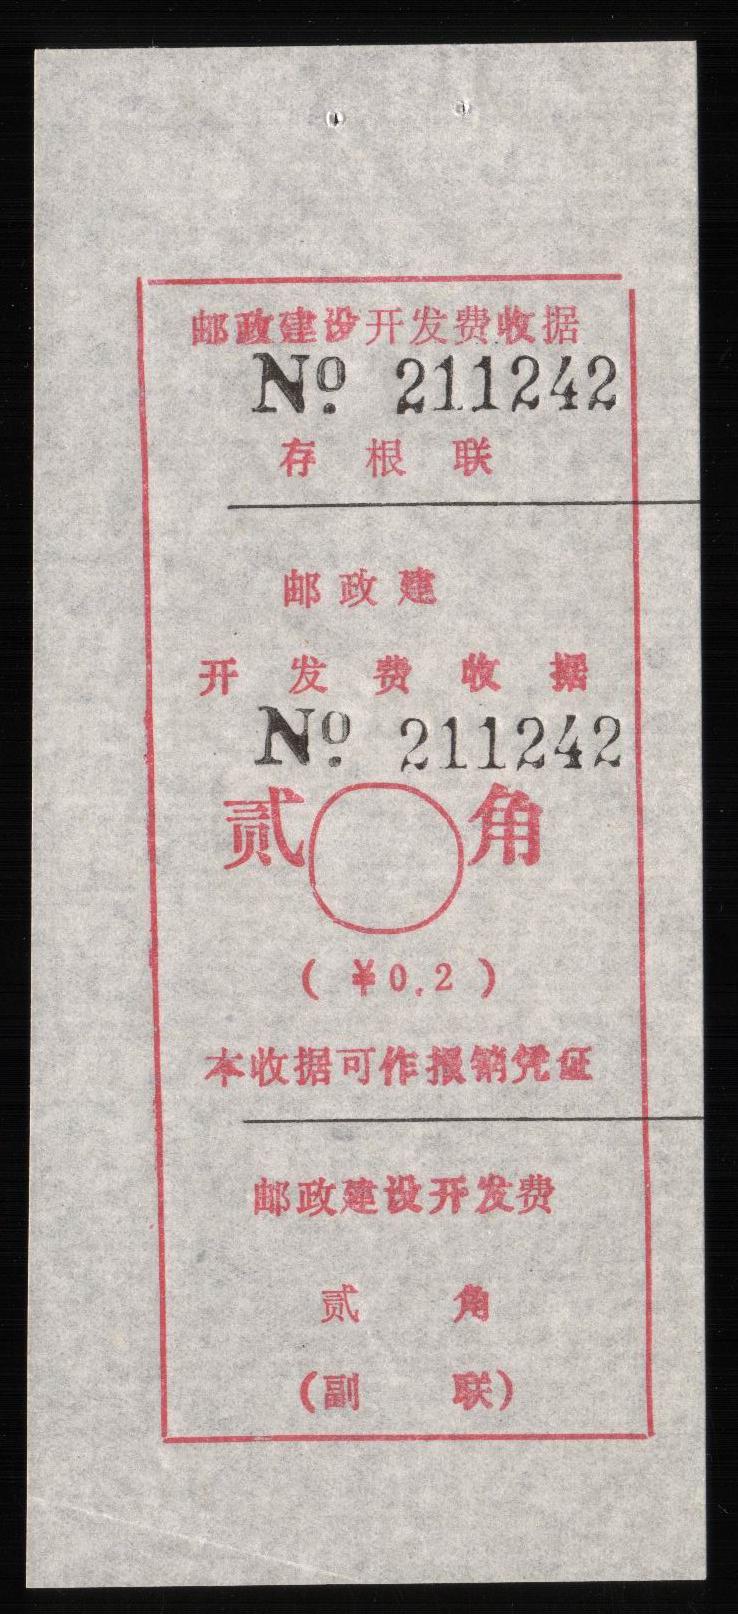 邮政建设开发费收据
No 211242
存根联
邮政建
开发费收据
No 211242
贰角
(¥0.2)
本收据可作报销凭证
邮政建设开发费
贰角
(副联)